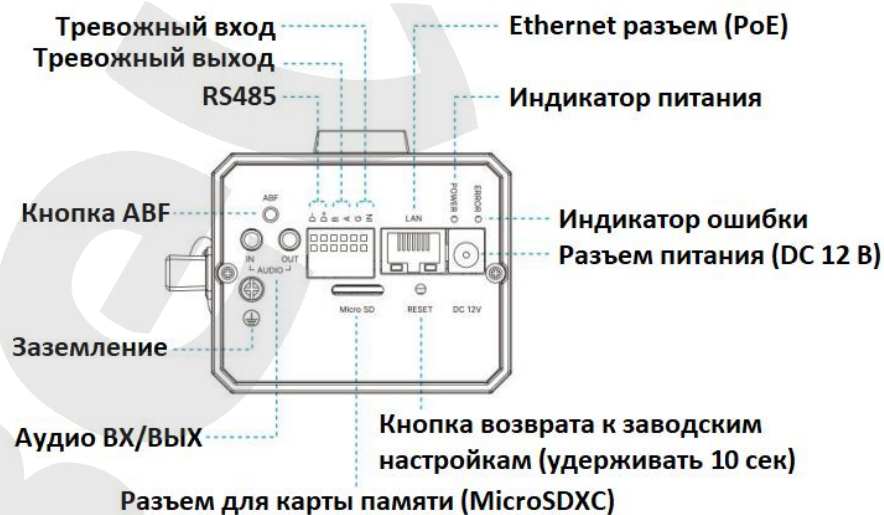 Тревожный вход
Тревожный выход
RS485
Ethernet разъем (PoE)
Индикатор питания
Кнопка ABF
ABF
D-
D+
B
A
G
IN
LAN
POWER
ERROR
Индикатор ошибки
Разъем питания (DC 12 В)
IN
OUT
AUDIO
Micro SD
RESET
DC 12V
Заземление
Аудио ВХ/ВЫХ
Кнопка возврата к заводским
настройкам (удерживать 10 сек)
Разъем для карты памяти (MicroSDXC)